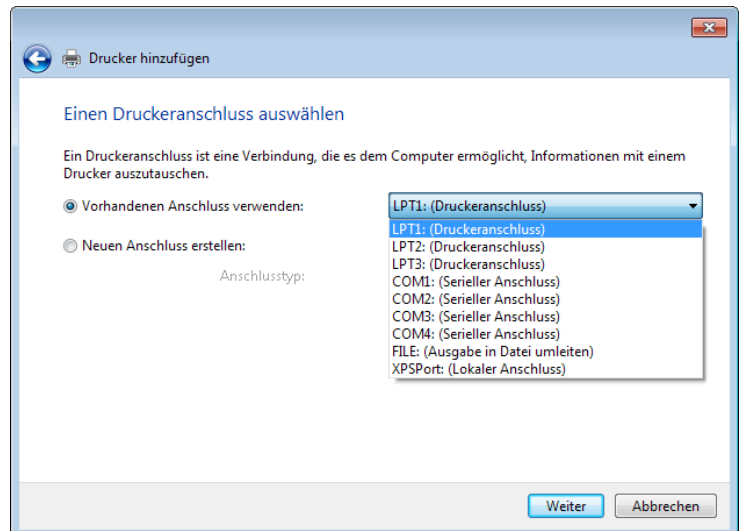 Drucker hinzufügen
Einen Druckeranschluss auswählen
Ein Druckeranschluss ist eine Verbindung, die es dem Computer ermöglicht, Informationen mit einem
Drucker auszutauschen.
Vorhandenen Anschluss verwenden:
LPT1: (Druckeranschluss)
LPT1: (Druckeranschluss)
LPT2: (Druckeranschluss)
LPT3: (Druckeranschluss)
COM1: (Serieller Anschluss)
COM2: (Serieller Anschluss)
COM3: (Serieller Anschluss)
COM4: (Serieller Anschluss)
FILE: (Ausgabe in Datei umleiten)
XPSPort: (Lokaler Anschluss)
Neuen Anschluss erstellen:
Anschlusstyp:
Weiter
Abbrechen